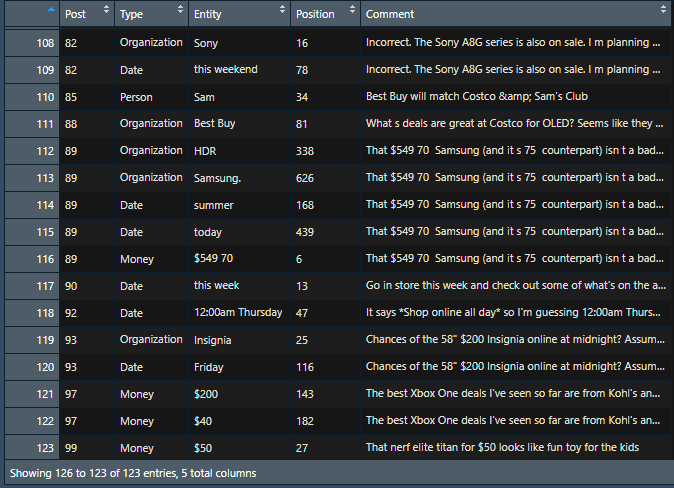 Post Type Entity Position Comment
108 82 Organization Sony 16 Incorrect. The Sony A8G series is also on sale. I m planning ...
109 82 Date this weekend 78 Incorrect. The Sony A8G series is also on sale. I m planning ...
110 85 Person Sam 34 Best Buy will match Costco &amp; Sam's Club
111 88 Organization Best Buy 81 What s deals are great at Costco for OLED? Seems like they ...
112 89 Organization HDR 338 That $549 70 Samsung (and it s 75 counterpart) isn t a bad...
113 89 Organization Samsung. 626 That $549 70 Samsung (and it s 75 counterpart) isn t a bad...
114 89 Date summer 168 That $549 70 Samsung (and it s 75 counterpart) isn t a bad...
115 89 Date today 439 That $549 70 Samsung (and it s 75 counterpart) isn t a bad...
116 89 Money $549 70 6 That $549 70 Samsung (and it s 75 counterpart) isn t a bad...
117 90 Date this week 13 Go in store this week and check out some of what's on the a...
118 92 Date 12:00am Thursday 47 It says *Shop online all day* so I'm guessing 12:00am Thurs...
119 93 Organization Insignia 25 Chances of the 58" $200 Insignia online at midnight? Assum...
120 93 Date Friday 116 Chances of the 58" $200 Insignia online at midnight? Assum...
121 97 Money $200 143 The best Xbox One deals I've seen so far are from Kohl's an...
122 97 Money $40 182 The best Xbox One deals I've seen so far are from Kohl's an...
123 99 Money $50 27 That nerf elite titan for $50 looks like fun toy for the kids
Showing 126 to 123 of 123 entries, 5 total columns